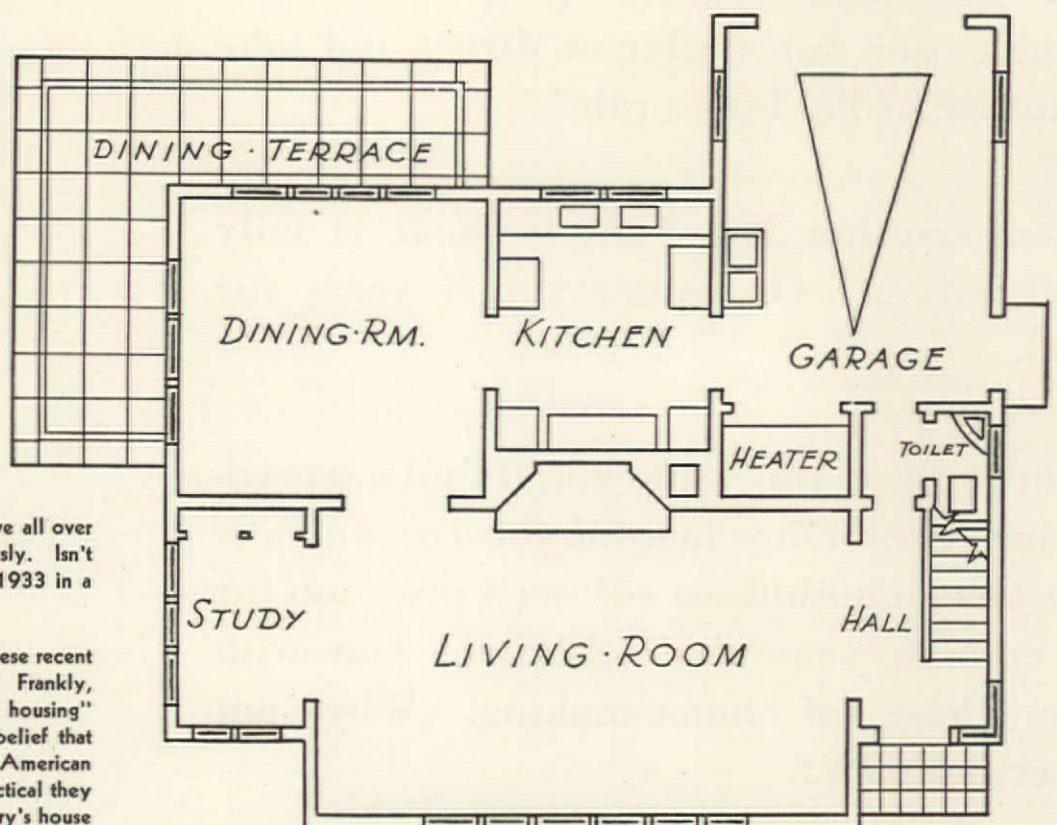 DINING · TERRACE
DINING · RM.
KITCHEN
GARAGE
HEATER
TOILET
STUDY
LIVING · ROOM
HALL
ve all over
sly. Isn't
1933 in a
ese recent
Frankly,
housing"
belief that
American
ctical they
ry's house